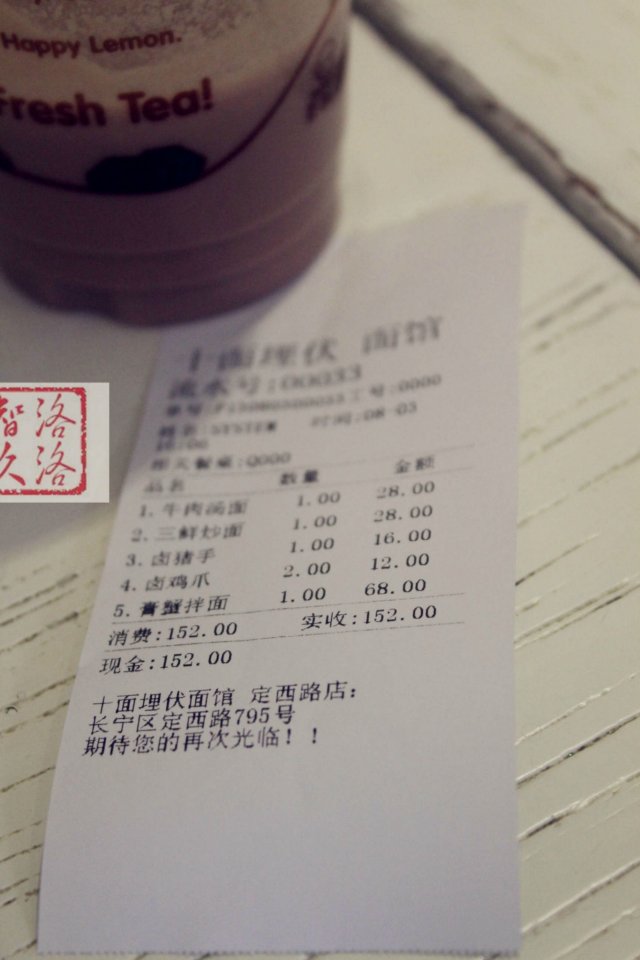 Happy Lemon.
Fresh Tea!
十面埋伏 面馆
流水号:00033
品名 数量 金额
1. 牛肉汤面 1.00 28.00
2. 三鲜炒面 1.00 28.00
3. 卤猪手 1.00 16.00
4. 卤鸡爪 2.00 12.00
5. 膏蟹拌面 1.00 68.00
消费:152.00 实收:152.00
现金:152.00
十面埋伏面馆 定西路店:
长宁区定西路795号
期待您的再次光临！！
智洛
久洛